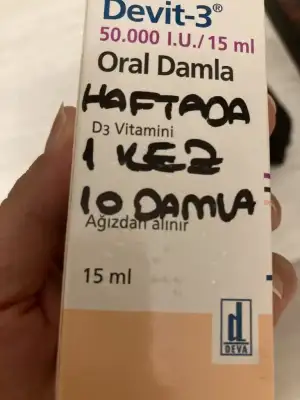 Devit-3®
50.000 I.U./15 ml
Oral Damla
HAFTADA
D3 Vitamini
1 KEZ
10 DAMLA
Ağızdan alınır
15 ml
d
DEVA